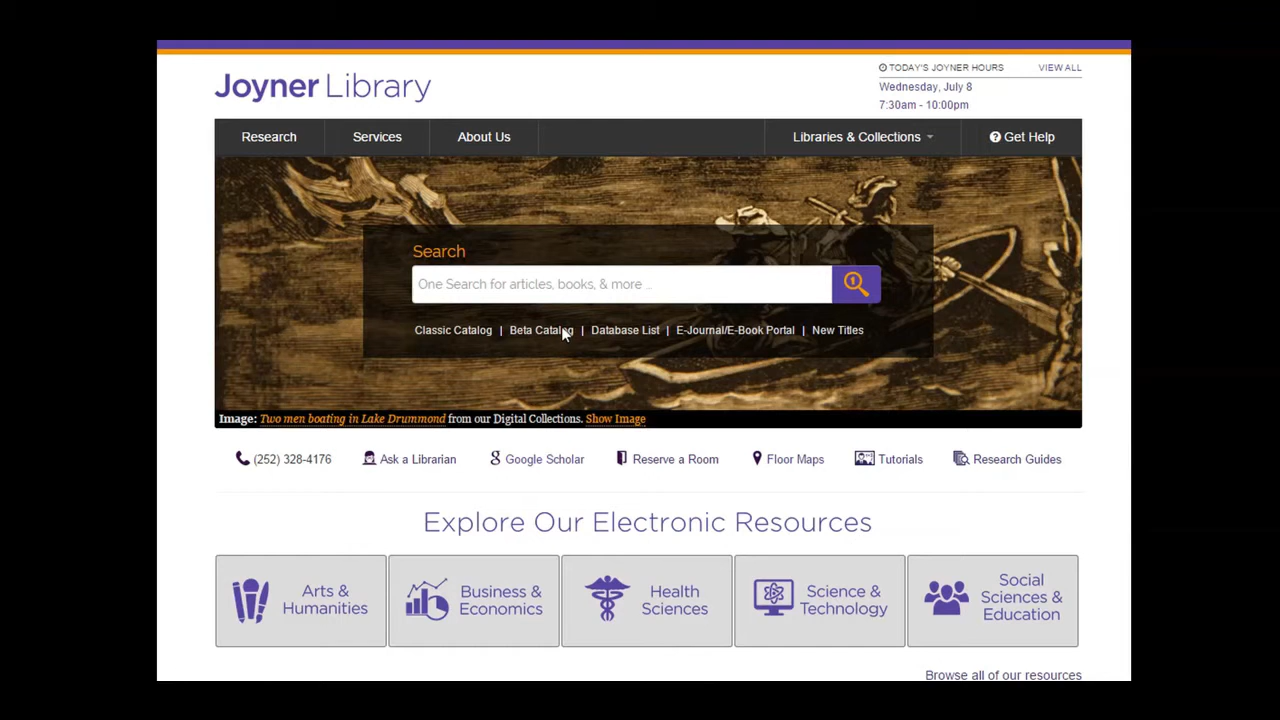 Joyner Library
TODAY'S JOYNER HOURS VIEW ALL
Wednesday, July 8
7:30am - 10:00pm
Research Services About Us Libraries & Collections Get Help
Search
One Search for articles, books, & more ...
Classic Catalog | Beta Catalog | Database List | E-Journal/E-Book Portal | New Titles
Image: Two men boating in Lake Drummond from our Digital Collections. Show Image
(252) 328-4176 Ask a Librarian Google Scholar Reserve a Room Floor Maps Tutorials Research Guides
Explore Our Electronic Resources
Arts &
Humanities
Business &
Economics
Health
Sciences
Science &
Technology
Social
Sciences &
Education
Browse all of our resources